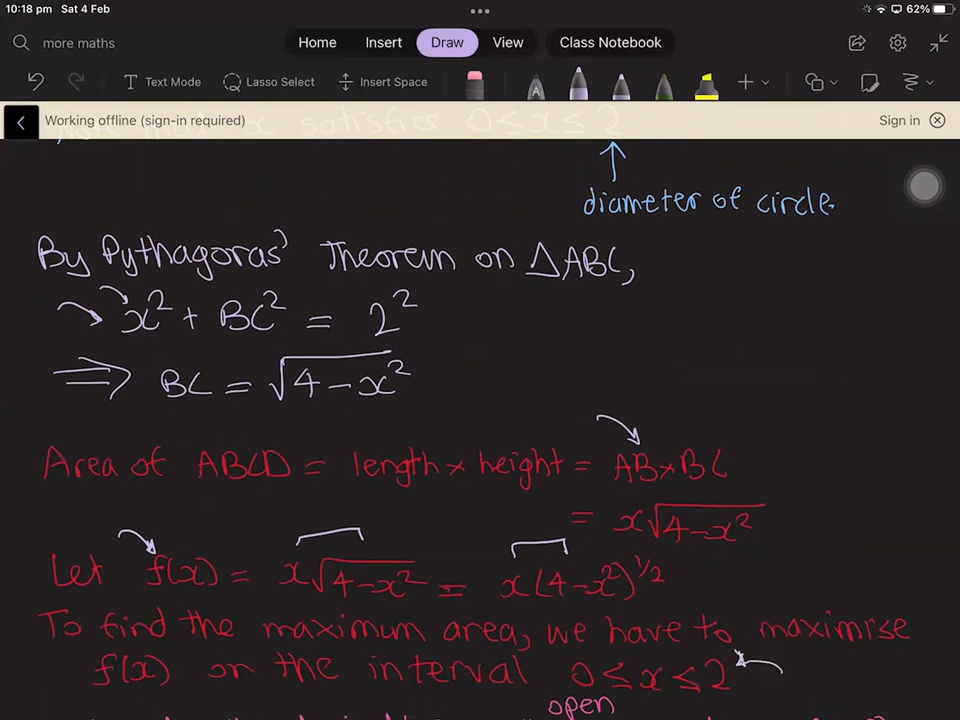 10:18 pm Sat 4 Feb 62%
more maths Home Insert Draw View Class Notebook
Text Mode Lasso Select Insert Space A
Working offline (sign-in required) Sign in
x satisfies 0≤x≤2
diameter of circle.
By Pythagoras' Theorem on △ABC,
x² + BC² = 2²
⟹ BC = √4-x²
Area of ABCD = length × height = AB×BC
= x√4-x²
Let f(x) = x√4-x² = x(4-x²)^1/2
To find the maximum area, we have to maximise
f(x) on the interval 0≤x≤2
open